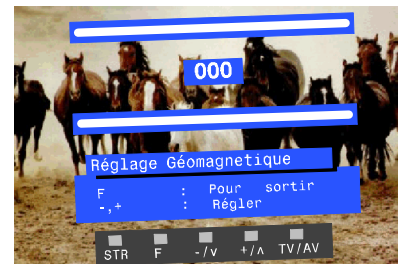 000
Réglage Géomagnetique
F : Pour sortir
-,+ : Régler
STR F -/v +/ʌ TV/AV